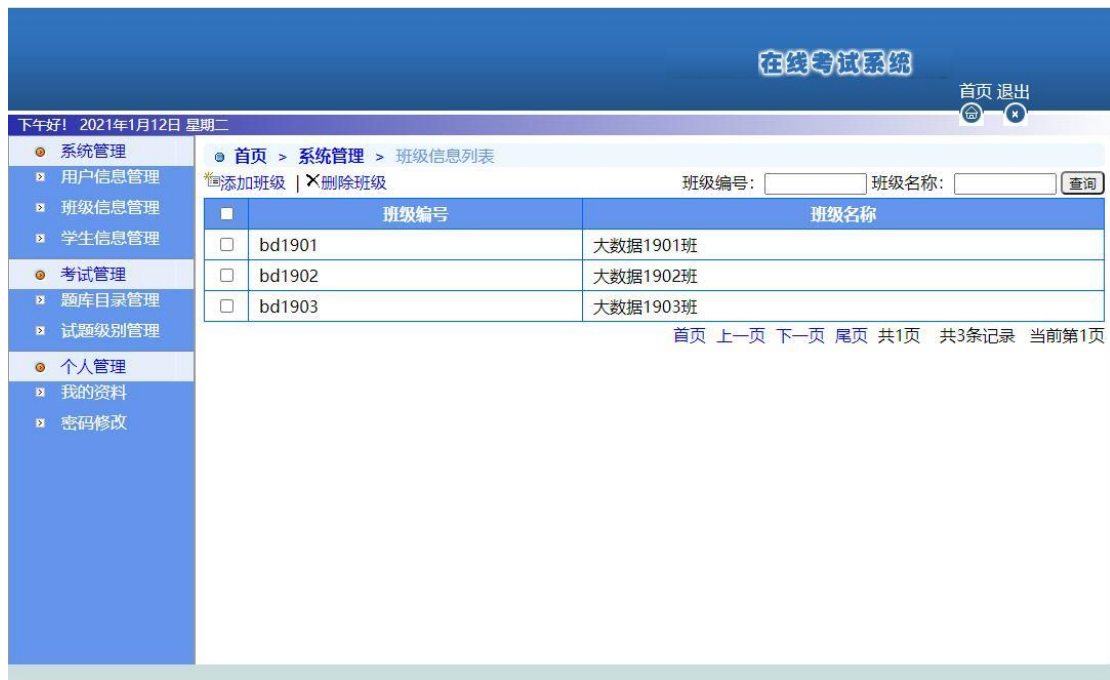 在线考试系统
首页 退出
下午好! 2021年1月12日 星期二
系统管理
用户信息管理
班级信息管理
学生信息管理
考试管理
题库目录管理
试题级别管理
个人管理
我的资料
密码修改
首页 > 系统管理 > 班级信息列表
添加班级 | 删除班级 班级编号: 班级名称: 查询
班级编号 班级名称
bd1901 大数据1901班
bd1902 大数据1902班
bd1903 大数据1903班
首页 上一页 下一页 尾页 共1页 共3条记录 当前第1页